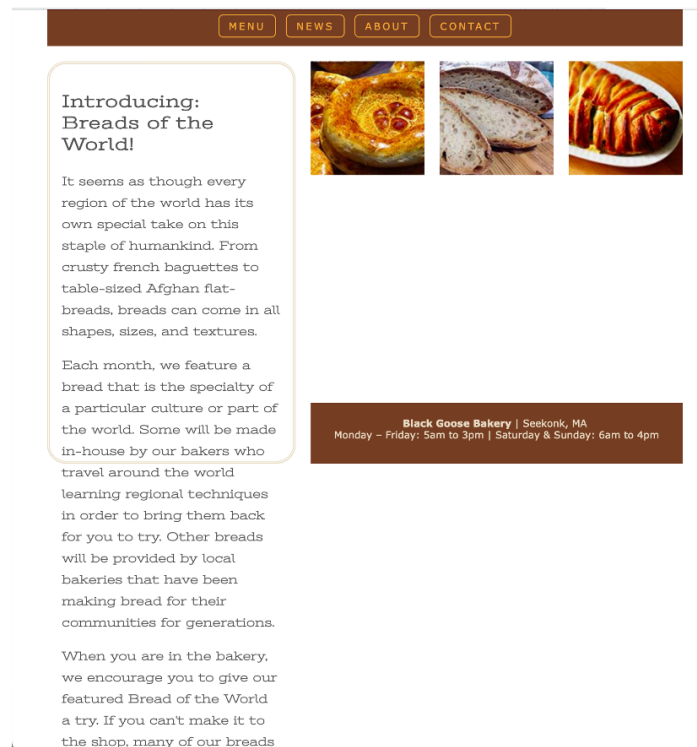 MENU NEWS ABOUT CONTACT
Introducing:
Breads of the
World!
It seems as though every
region of the world has its
own special take on this
staple of humankind. From
crusty french baguettes to
table-sized Afghan flat-
breads, breads can come in all
shapes, sizes, and textures.
Each month, we feature a
bread that is the specialty of
a particular culture or part of
the world. Some will be made
in-house by our bakers who
travel around the world
learning regional techniques
in order to bring them back
for you to try. Other breads
will be provided by local
bakeries that have been
making bread for their
communities for generations.
When you are in the bakery,
we encourage you to give our
featured Bread of the World
a try. If you can't make it to
the shop, many of our breads
Black Goose Bakery | Seekonk, MA
Monday – Friday: 5am to 3pm | Saturday & Sunday: 6am to 4pm